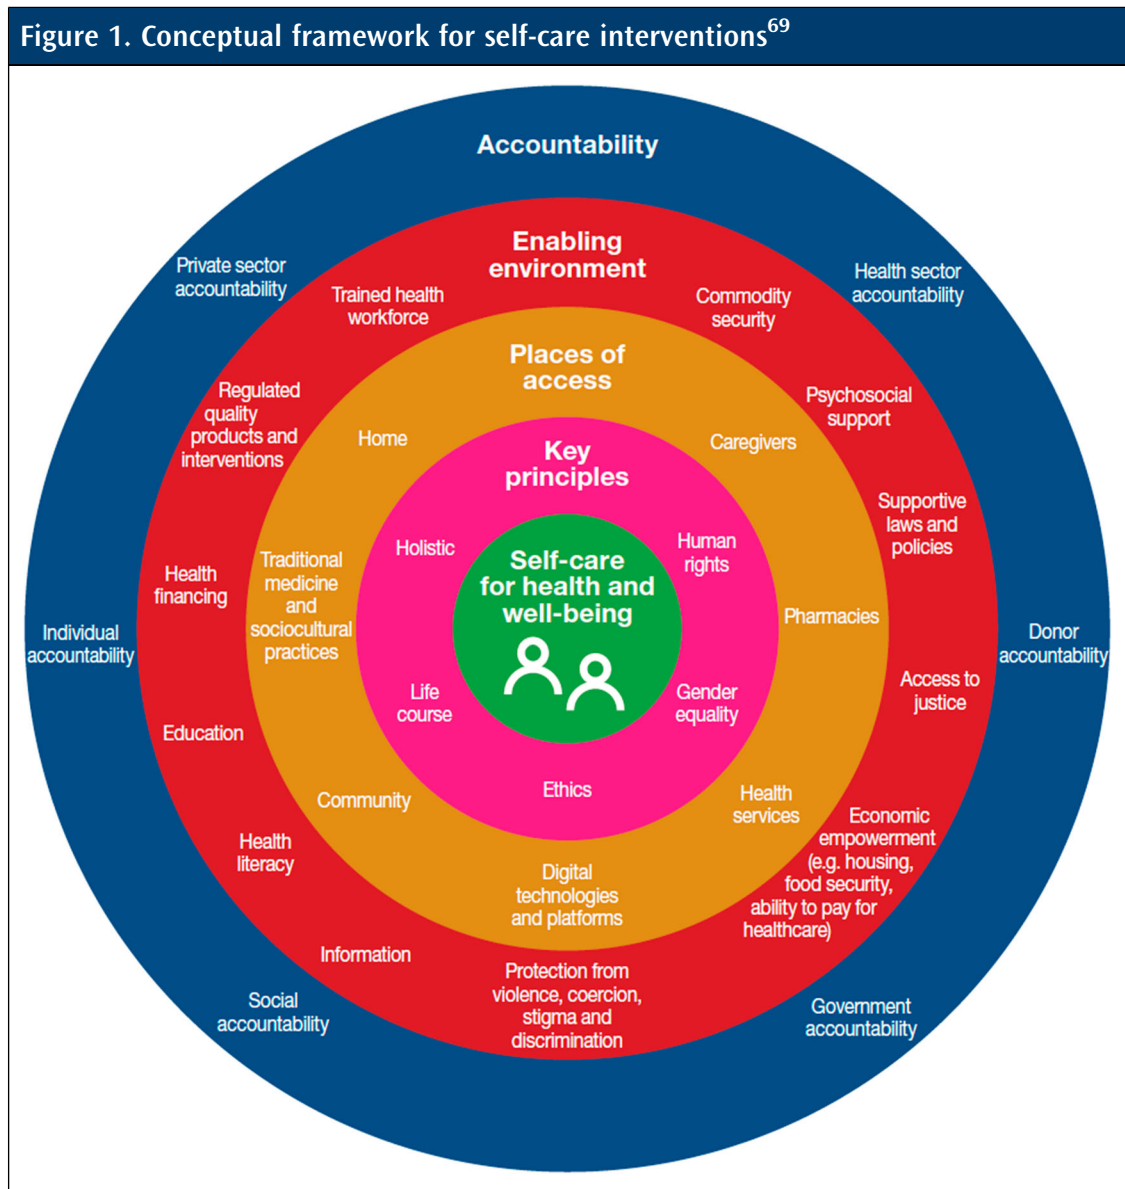 Figure 1. Conceptual framework for self-care interventions69
Accountability
Private sector
accountability
Health sector
accountability
Individual
accountability
Donor
accountability
Social
accountability
Government
accountability
Enabling
environment
Trained health
workforce
Commodity
security
Regulated
quality
products and
interventions
Psychosocial
support
Supportive
laws and
policies
Health
financing
Access to
justice
Education
Health
literacy
Economic
empowerment
(e.g. housing,
food security,
ability to pay for
healthcare)
Information
Protection from
violence, coercion,
stigma and
discrimination
Places of
access
Home
Caregivers
Traditional
medicine
and
sociocultural
practices
Pharmacies
Community
Health
services
Digital
technologies
and platforms
Key
principles
Holistic
Human
rights
Life
course
Gender
equality
Ethics
Self-care
for health and
well-being